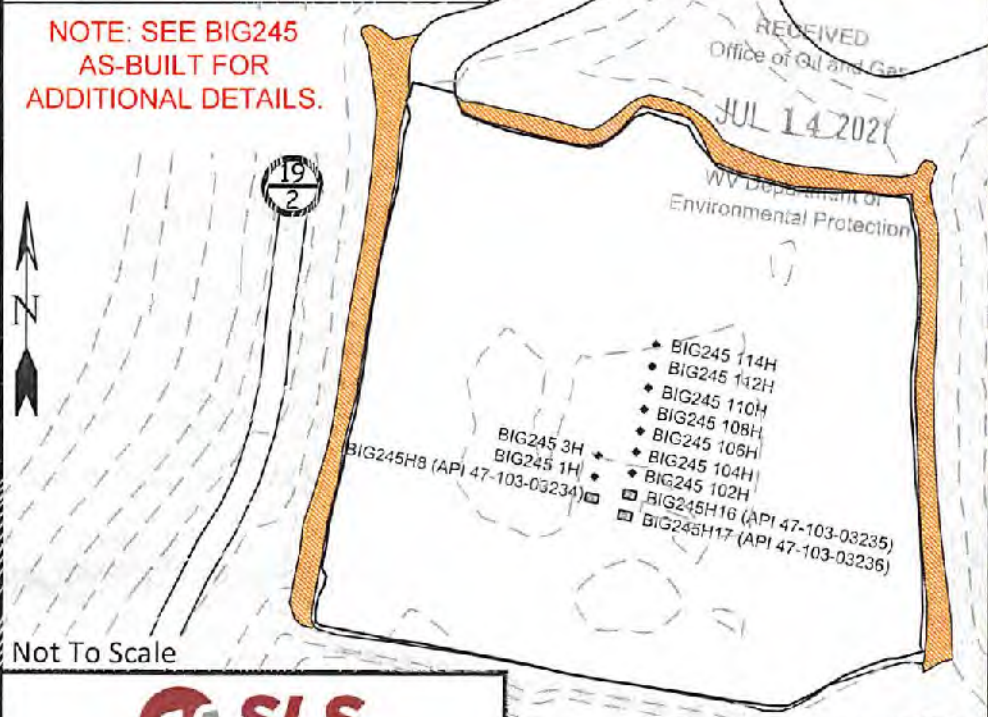 NOTE: SEE BIG245
AS-BUILT FOR
ADDITIONAL DETAILS.
RECEIVED
Office of Oil and Gas
JUL 14 2021
WV Department of
Environmental Protection
19
2
N
BIG245 114H
BIG245 112H
BIG245 110H
BIG245 108H
BIG245 106H
BIG245 104H
BIG245 102H
BIG245 3H
BIG245 1H
BIG245H8 (API 47-103-03234)
BIG245H16 (API 47-103-03235)
BIG245H17 (API 47-103-03236)
Not To Scale
SLS